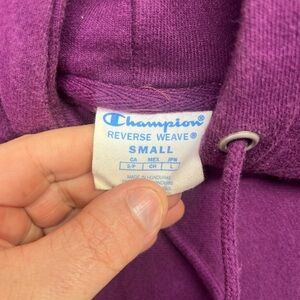 Champion®
REVERSE WEAVE®
SMALL
CA MEX JPN
S/P CH L
MADE IN HONDURAS